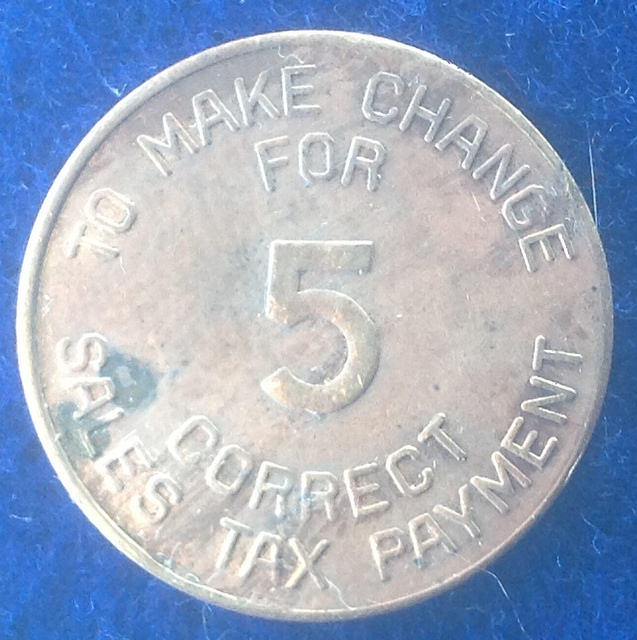 TO MAKE CHANGE
FOR
5
CORRECT
SALES TAX PAYMENT